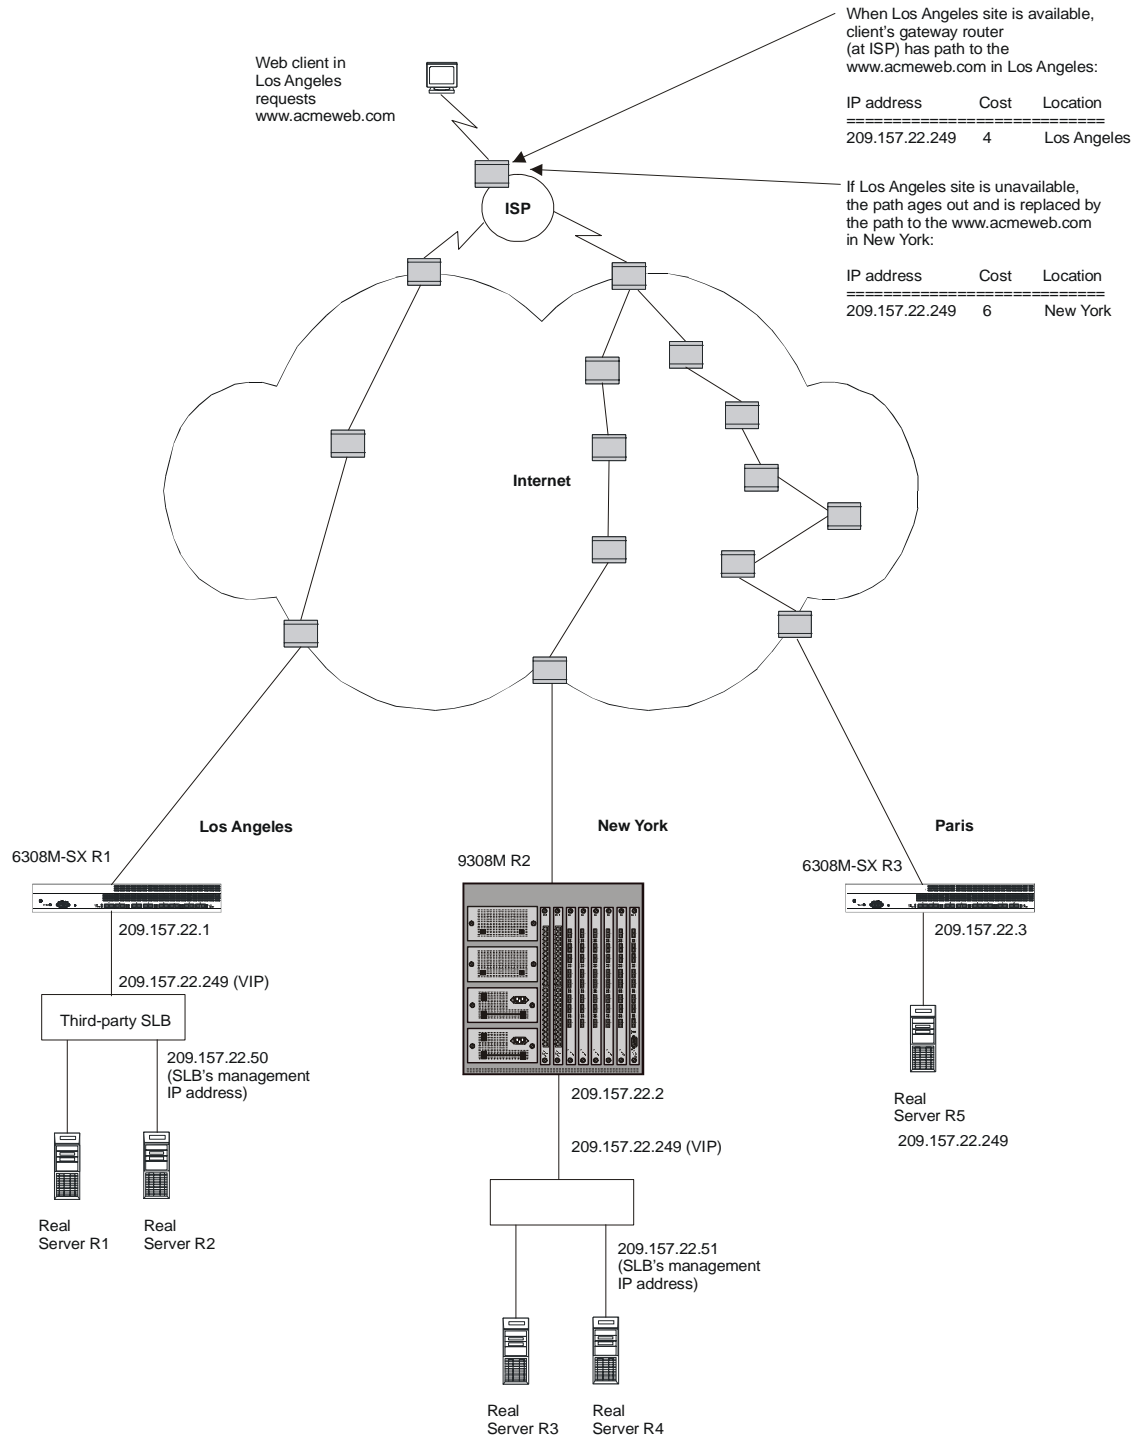 When Los Angeles site is available,
client's gateway router
(at ISP) has path to the
www.acmeweb.com in Los Angeles:
IP address Cost Location
============================
209.157.22.249 4 Los Angeles
Web client in
Los Angeles
requests
www.acmeweb.com
If Los Angeles site is unavailable,
the path ages out and is replaced by
the path to the www.acmeweb.com
in New York:
IP address Cost Location
============================
209.157.22.249 6 New York
ISP
Internet
Los Angeles
New York
Paris
6308M-SX R1
9308M R2
6308M-SX R3
209.157.22.1
209.157.22.3
209.157.22.249 (VIP)
Third-party SLB
209.157.22.50
(SLB's management
IP address)
209.157.22.2
Real
Server R5
209.157.22.249
209.157.22.249 (VIP)
Real
Server R1
Real
Server R2
209.157.22.51
(SLB's management
IP address)
Real
Server R3
Real
Server R4